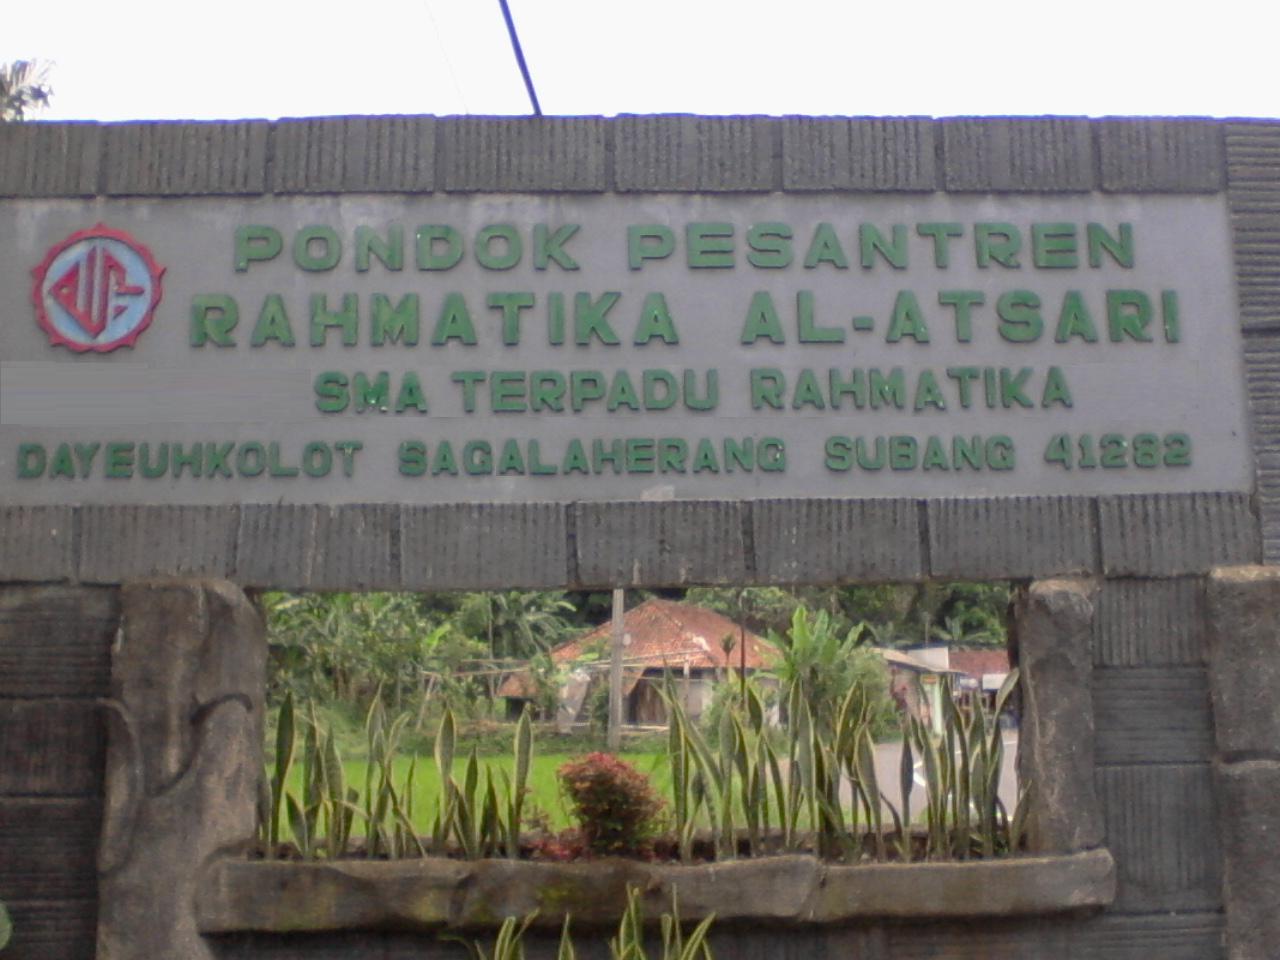 PONDOK PESANTREN
RAHMATIKA AL-ATSARI
SMA TERPADU RAHMATIKA
DAYEUHKOLOT SAGALAHERANG SUBANG 41282